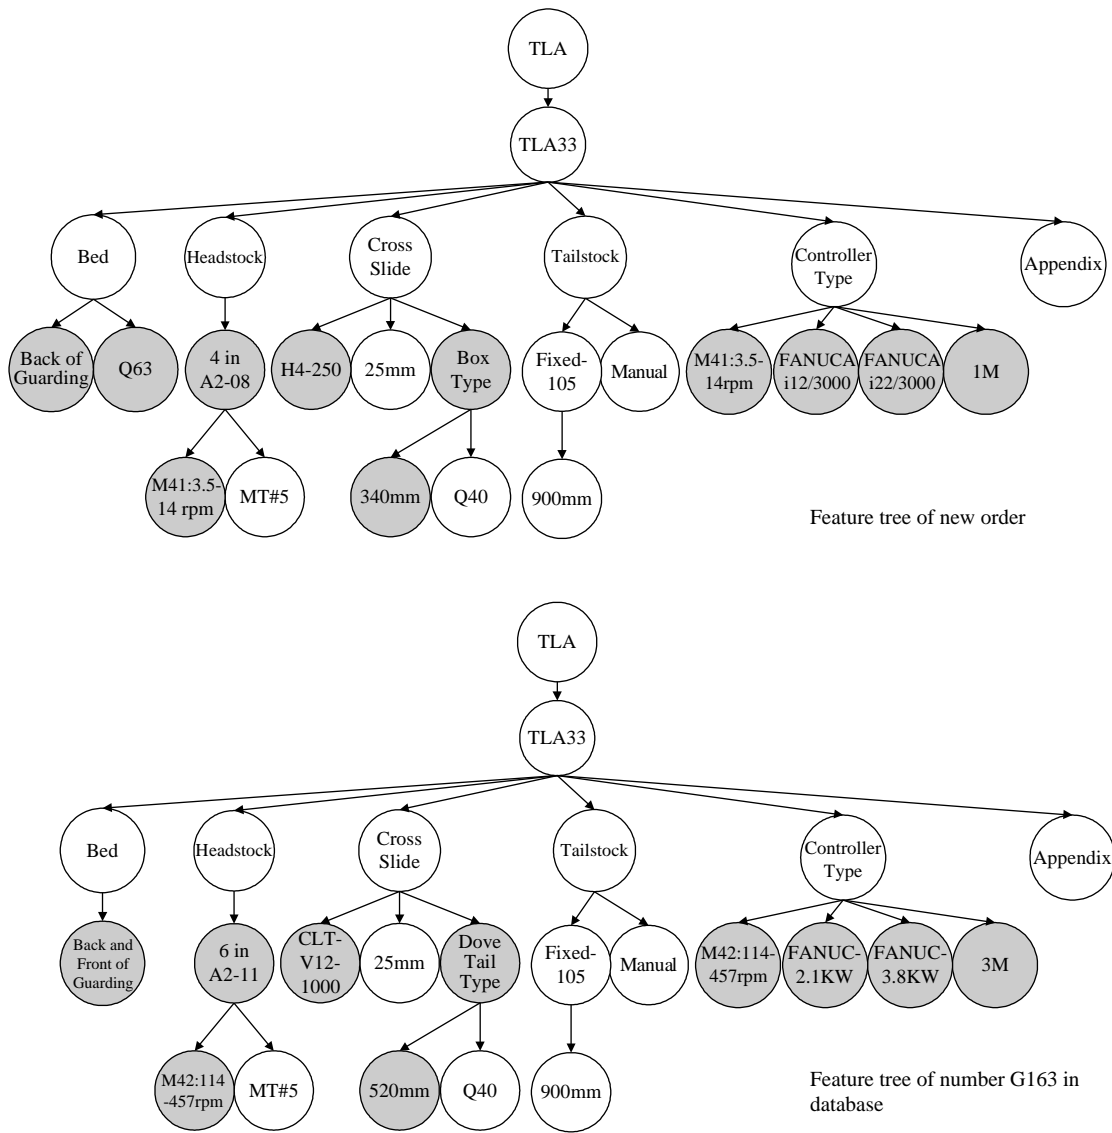 TLA
TLA33
Bed
Headstock
Cross
Slide
Tailstock
Controller
Type
Appendix
Back of
Guarding
Q63
4 in
A2-08
H4-250
25mm
Box
Type
Fixed-
105
Manual
M41:3.5-
14rpm
FANUCA
i12/3000
FANUCA
i22/3000
1M
M41:3.5-
14 rpm
MT#5
340mm
Q40
900mm
Feature tree of new order
TLA
TLA33
Bed
Headstock
Cross
Slide
Tailstock
Controller
Type
Appendix
Back and
Front of
Guarding
6 in
A2-11
CLT-
V12-
1000
25mm
Dove
Tail
Type
Fixed-
105
Manual
M42:114-
457rpm
FANUC-
2.1KW
FANUC-
3.8KW
3M
M42:114
-457rpm
MT#5
520mm
Q40
900mm
Feature tree of number G163 in
database